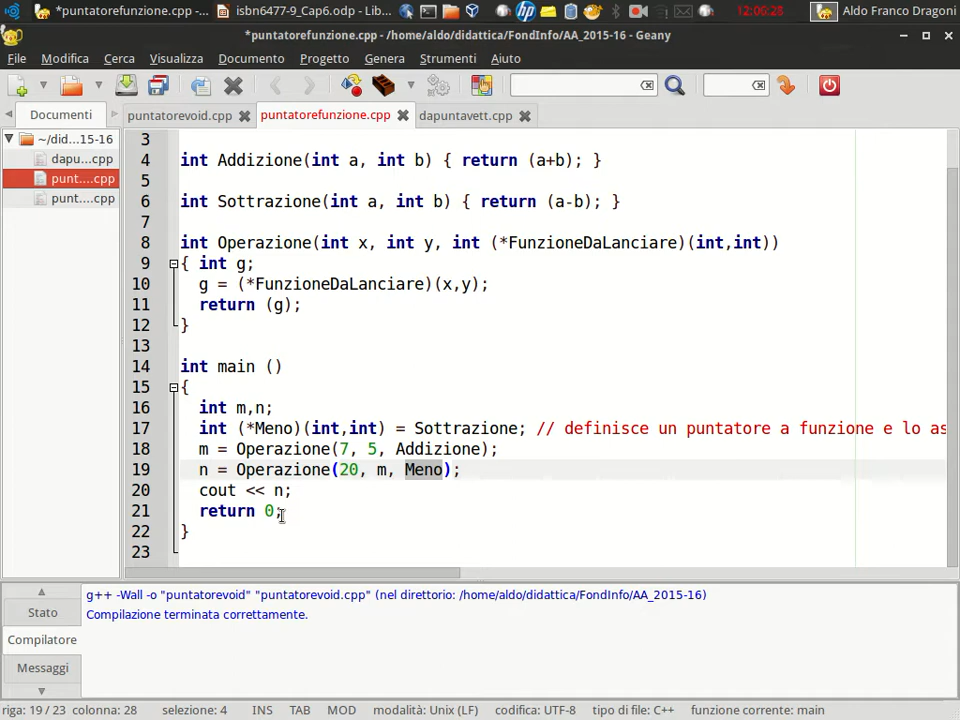 puntatorefunzione.cpp -...
isbn6477-9_Cap6.odp - Lib...
12:00:28
Aldo Franco Dragoni
*puntatorefunzione.cpp - /home/aldo/didattica/FondInfo/AA_2015-16 - Geany
File Modifica Cerca Visualizza Documento Progetto Genera Strumenti Aiuto
Documenti
puntatorevoid.cpp puntatorefunzione.cpp dapuntavett.cpp
~/did...15-16
dapu...cpp
punt....cpp
punt....cpp
3
4 int Addizione(int a, int b) { return (a+b); }
5
6 int Sottrazione(int a, int b) { return (a-b); }
7
8 int Operazione(int x, int y, int (*FunzioneDaLanciare)(int,int))
9 { int g;
10 g = (*FunzioneDaLanciare)(x,y);
11 return (g);
12 }
13
14 int main ()
15 {
16 int m,n;
17 int (*Meno)(int,int) = Sottrazione; // definisce un puntatore a funzione e lo as
18 m = Operazione(7, 5, Addizione);
19 n = Operazione(20, m, Meno);
20 cout << n;
21 return 0;
22 }
23
Stato
Compilatore
Messaggi
g++ -Wall -o "puntatorevoid" "puntatorevoid.cpp" (nel direttorio: /home/aldo/didattica/FondInfo/AA_2015-16)
Compilazione terminata correttamente.
riga: 19 / 23 colonna: 28 selezione: 4 INS TAB MOD modalità: Unix (LF) codifica: UTF-8 tipo di file: C++ funzione corrente: main